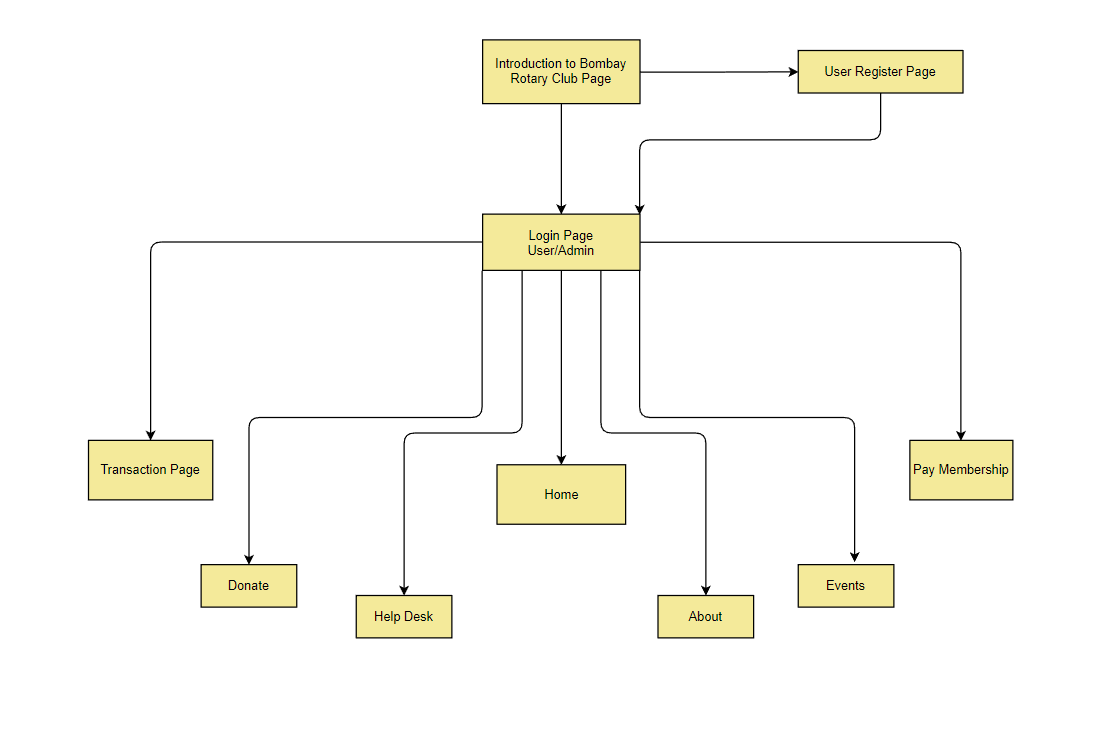 Introduction to Bombay
Rotary Club Page
User Register Page
Login Page
User/Admin
Transaction Page
Pay Membership
Home
Donate
Events
Help Desk
About